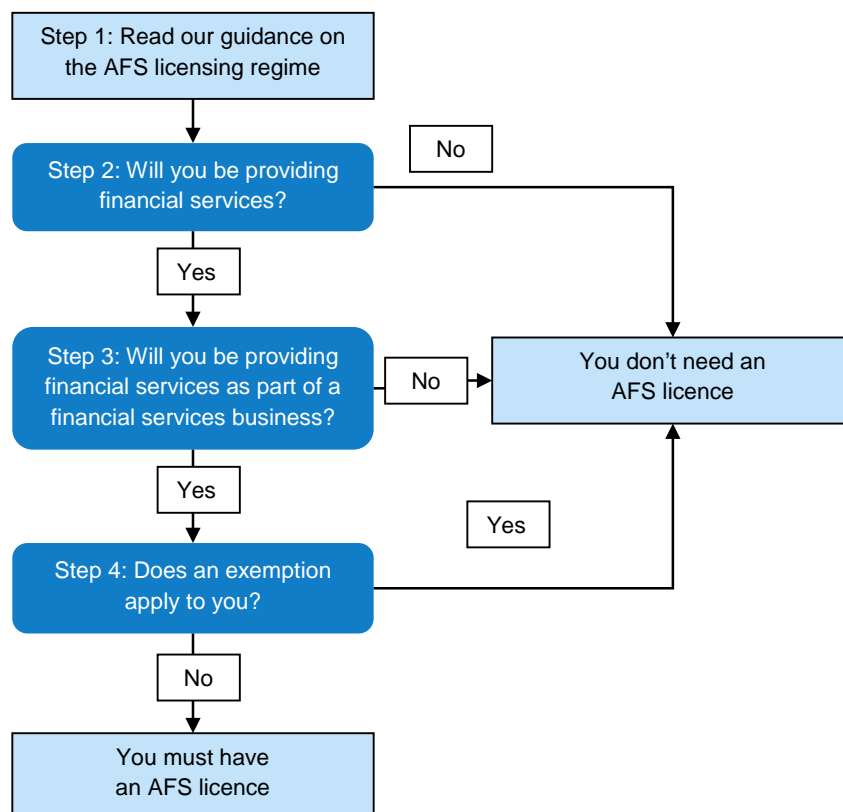 Step 1: Read our guidance on
the AFS licensing regime
No
Step 2: Will you be providing
financial services?
Yes
Step 3: Will you be providing
financial services as part of a
financial services business?
No
You don’t need an
AFS licence
Yes
Yes
Step 4: Does an exemption
apply to you?
No
You must have
an AFS licence